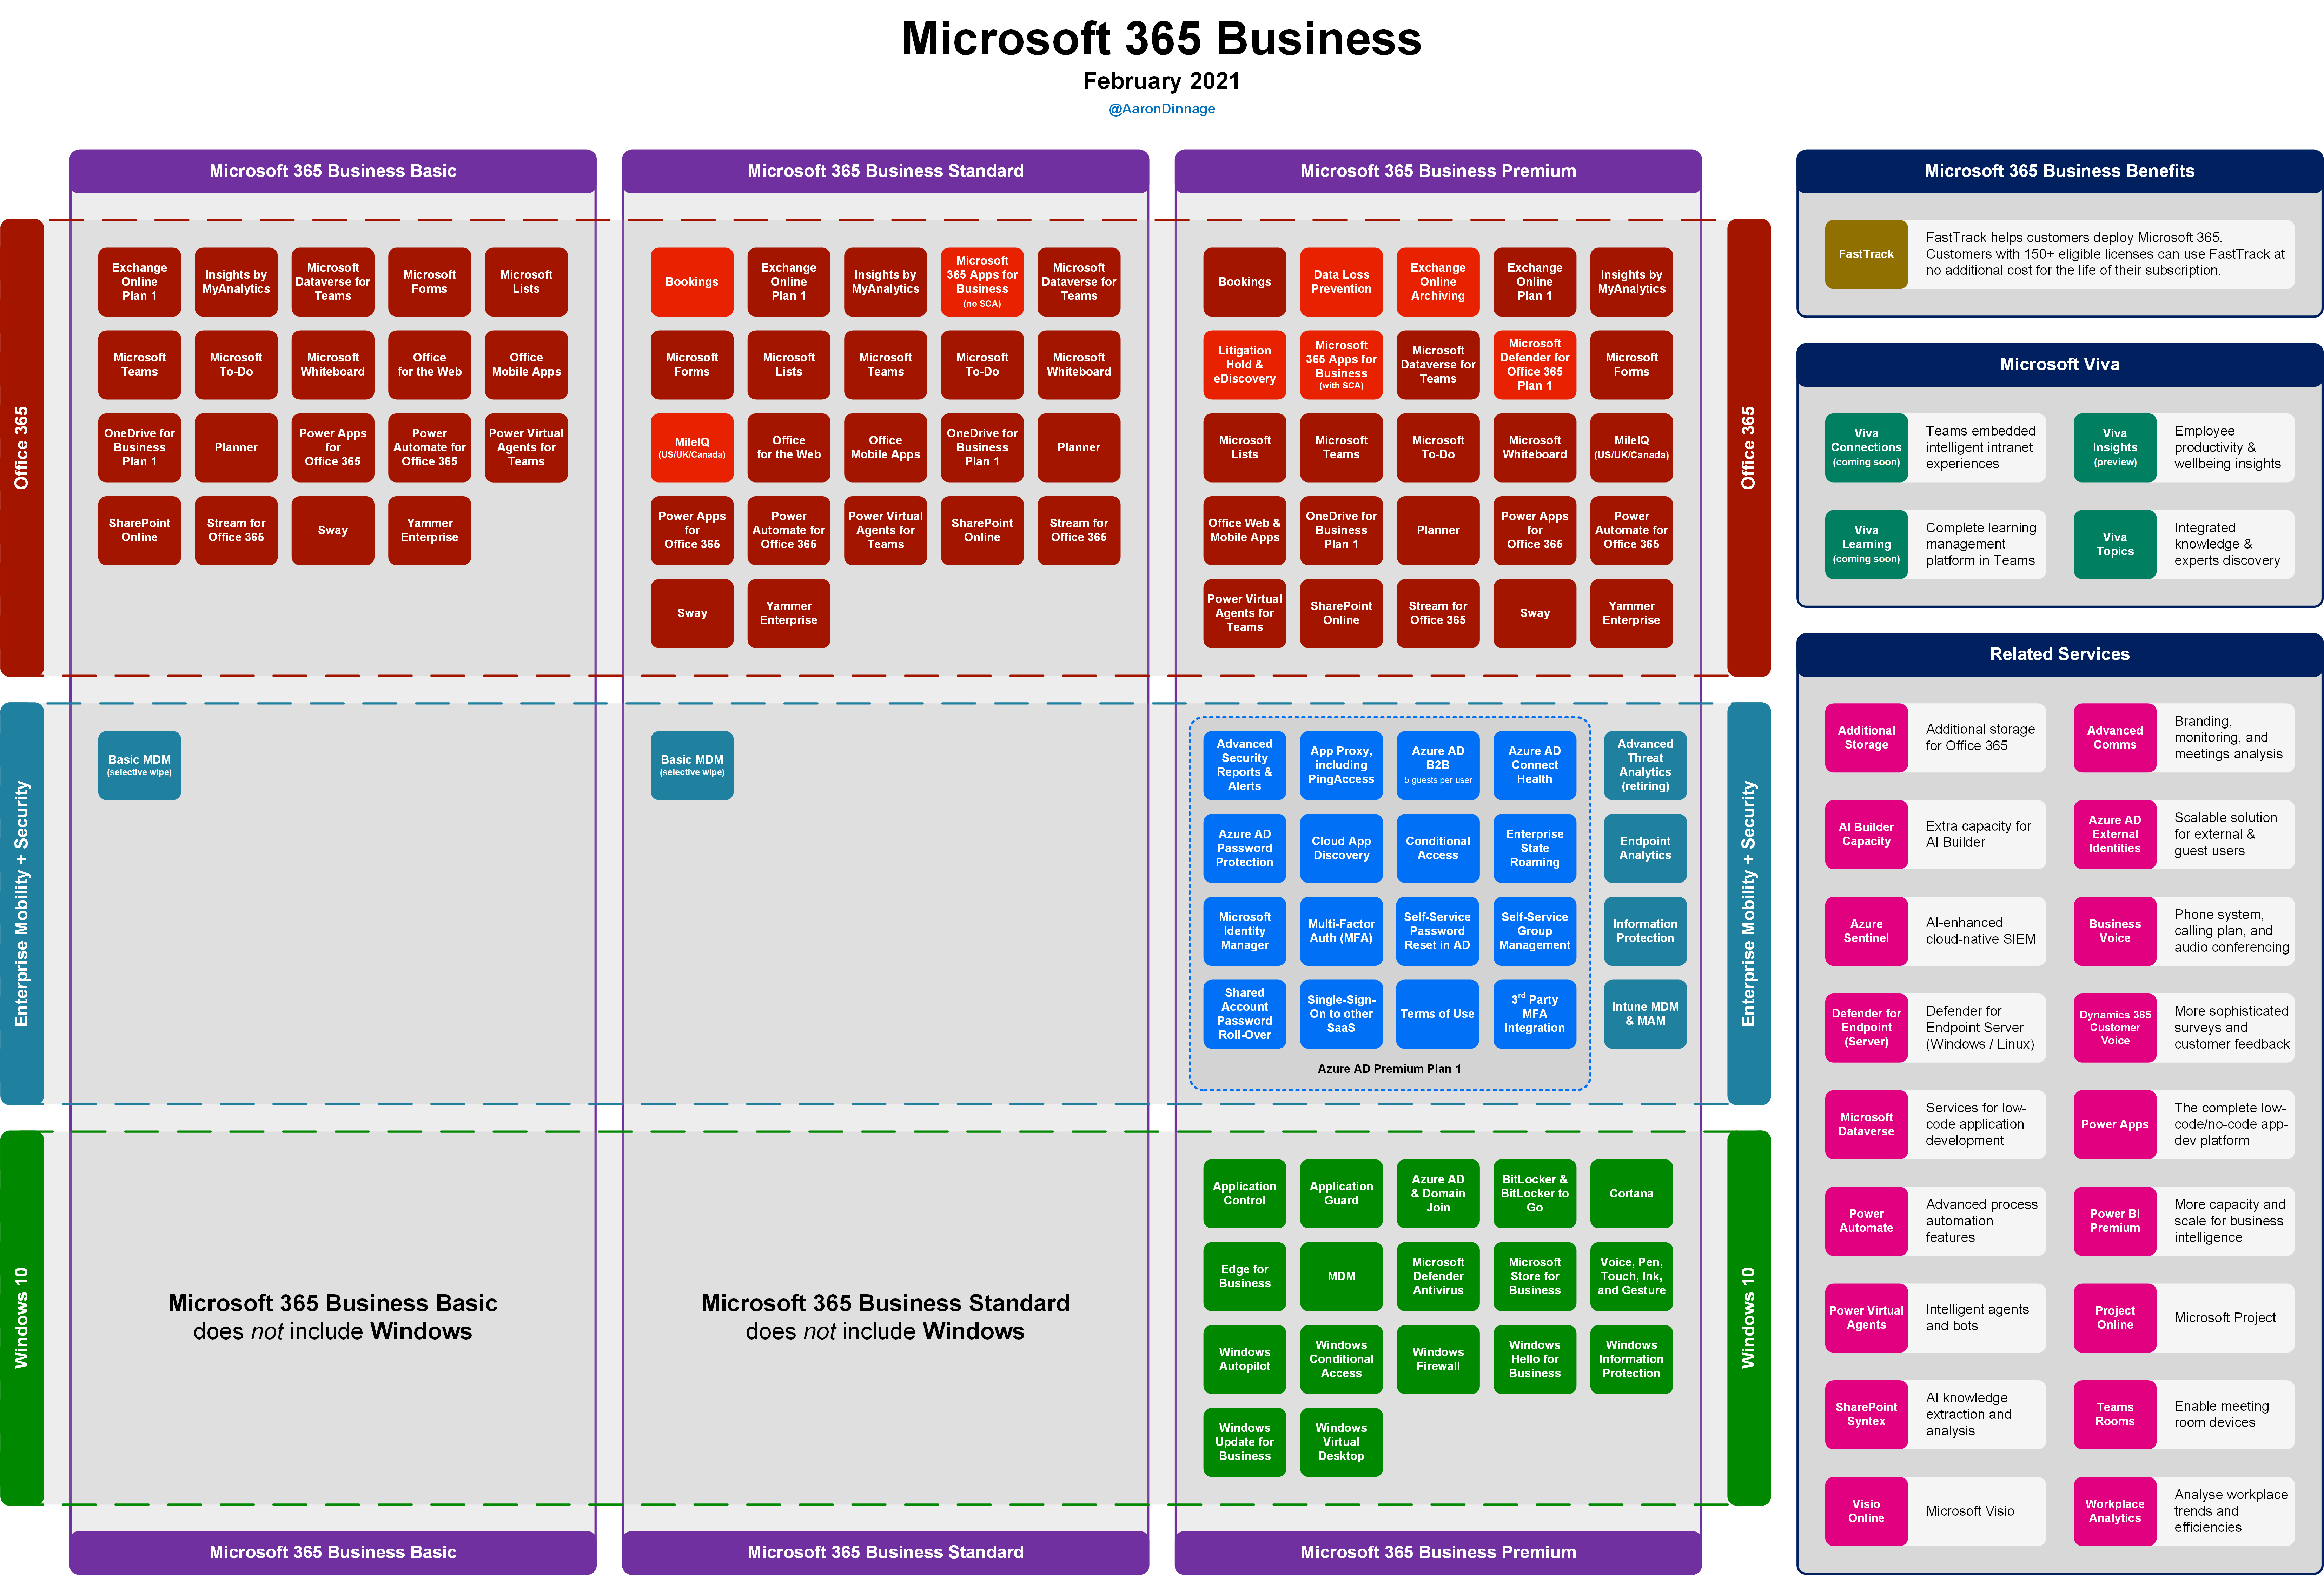 Microsoft 365 Business
February 2021
@AaronDinnage
Microsoft 365 Business Basic
Office 365
Exchange
Online
Plan 1
Insights by
MyAnalytics
Microsoft
Dataverse for
Teams
Microsoft
Forms
Microsoft
Lists
Microsoft
Teams
Microsoft
To-Do
Microsoft
Whiteboard
Office
for the Web
Office
Mobile Apps
OneDrive for
Business
Plan 1
Planner
Power Apps
for
Office 365
Power
Automate for
Office 365
Power Virtual
Agents for
Teams
SharePoint
Online
Stream for
Office 365
Sway
Yammer
Enterprise
Enterprise Mobility + Security
Basic MDM
(selective wipe)
Windows 10
Microsoft 365 Business Basic
does not include Windows
Microsoft 365 Business Basic
Microsoft 365 Business Standard
Bookings
Exchange
Online
Plan 1
Insights by
MyAnalytics
Microsoft
365 Apps for
Business
(no SCA)
Microsoft
Dataverse for
Teams
Microsoft
Forms
Microsoft
Lists
Microsoft
Teams
Microsoft
To-Do
Microsoft
Whiteboard
MileIQ
(US/UK/Canada)
Office
for the Web
Office
Mobile Apps
OneDrive for
Business
Plan 1
Planner
Power Apps
for
Office 365
Power
Automate for
Office 365
Power Virtual
Agents for
Teams
SharePoint
Online
Stream for
Office 365
Sway
Yammer
Enterprise
Basic MDM
(selective wipe)
Microsoft 365 Business Standard
does not include Windows
Microsoft 365 Business Standard
Microsoft 365 Business Premium
Bookings
Data Loss
Prevention
Exchange
Online
Archiving
Exchange
Online
Plan 1
Insights by
MyAnalytics
Litigation
Hold &
eDiscovery
Microsoft
365 Apps for
Business
(with SCA)
Microsoft
Dataverse for
Teams
Microsoft
Defender for
Office 365
Plan 1
Microsoft
Forms
Microsoft
Lists
Microsoft
Teams
Microsoft
To-Do
Microsoft
Whiteboard
MileIQ
(US/UK/Canada)
Office Web &
Mobile Apps
OneDrive for
Business
Plan 1
Planner
Power Apps
for
Office 365
Power
Automate for
Office 365
Power Virtual
Agents for
Teams
SharePoint
Online
Stream for
Office 365
Sway
Yammer
Enterprise
Office 365
Advanced
Security
Reports &
Alerts
App Proxy,
including
PingAccess
Azure AD
B2B
5 guests per user
Azure AD
Connect
Health
Advanced
Threat
Analytics
(retiring)
Azure AD
Password
Protection
Cloud App
Discovery
Conditional
Access
Enterprise
State
Roaming
Endpoint
Analytics
Microsoft
Identity
Manager
Multi-Factor
Auth (MFA)
Self-Service
Password
Reset in AD
Self-Service
Group
Management
Information
Protection
Shared
Account
Password
Roll-Over
Single-Sign-
On to other
SaaS
Terms of Use
3rd Party
MFA
Integration
Intune MDM
& MAM
Azure AD Premium Plan 1
Enterprise Mobility + Security
Application
Control
Application
Guard
Azure AD
& Domain
Join
BitLocker &
BitLocker to
Go
Cortana
Edge for
Business
MDM
Microsoft
Defender
Antivirus
Microsoft
Store for
Business
Voice, Pen,
Touch, Ink,
and Gesture
Windows
Autopilot
Windows
Conditional
Access
Windows
Firewall
Windows
Hello for
Business
Windows
Information
Protection
Windows
Update for
Business
Windows
Virtual
Desktop
Windows 10
Microsoft 365 Business Premium
Microsoft 365 Business Benefits
FastTrack
FastTrack helps customers deploy Microsoft 365.
Customers with 150+ eligible licenses can use FastTrack at
no additional cost for the life of their subscription.
Microsoft Viva
Viva
Connections
(coming soon)
Teams embedded
intelligent intranet
experiences
Viva
Insights
(preview)
Employee
productivity &
wellbeing insights
Viva
Learning
(coming soon)
Complete learning
management
platform in Teams
Viva
Topics
Integrated
knowledge &
experts discovery
Related Services
Additional
Storage
Additional storage
for Office 365
Advanced
Comms
Branding,
monitoring, and
meetings analysis
AI Builder
Capacity
Extra capacity for
AI Builder
Azure AD
External
Identities
Scalable solution
for external &
guest users
Azure
Sentinel
AI-enhanced
cloud-native SIEM
Business
Voice
Phone system,
calling plan, and
audio conferencing
Defender for
Endpoint
(Server)
Defender for
Endpoint Server
(Windows / Linux)
Dynamics 365
Customer
Voice
More sophisticated
surveys and
customer feedback
Microsoft
Dataverse
Services for low-
code application
development
Power Apps
The complete low-
code/no-code app-
dev platform
Power
Automate
Advanced process
automation
features
Power BI
Premium
More capacity and
scale for business
intelligence
Power Virtual
Agents
Intelligent agents
and bots
Project
Online
Microsoft Project
SharePoint
Syntex
AI knowledge
extraction and
analysis
Teams
Rooms
Enable meeting
room devices
Visio
Online
Microsoft Visio
Workplace
Analytics
Analyse workplace
trends and
efficiencies